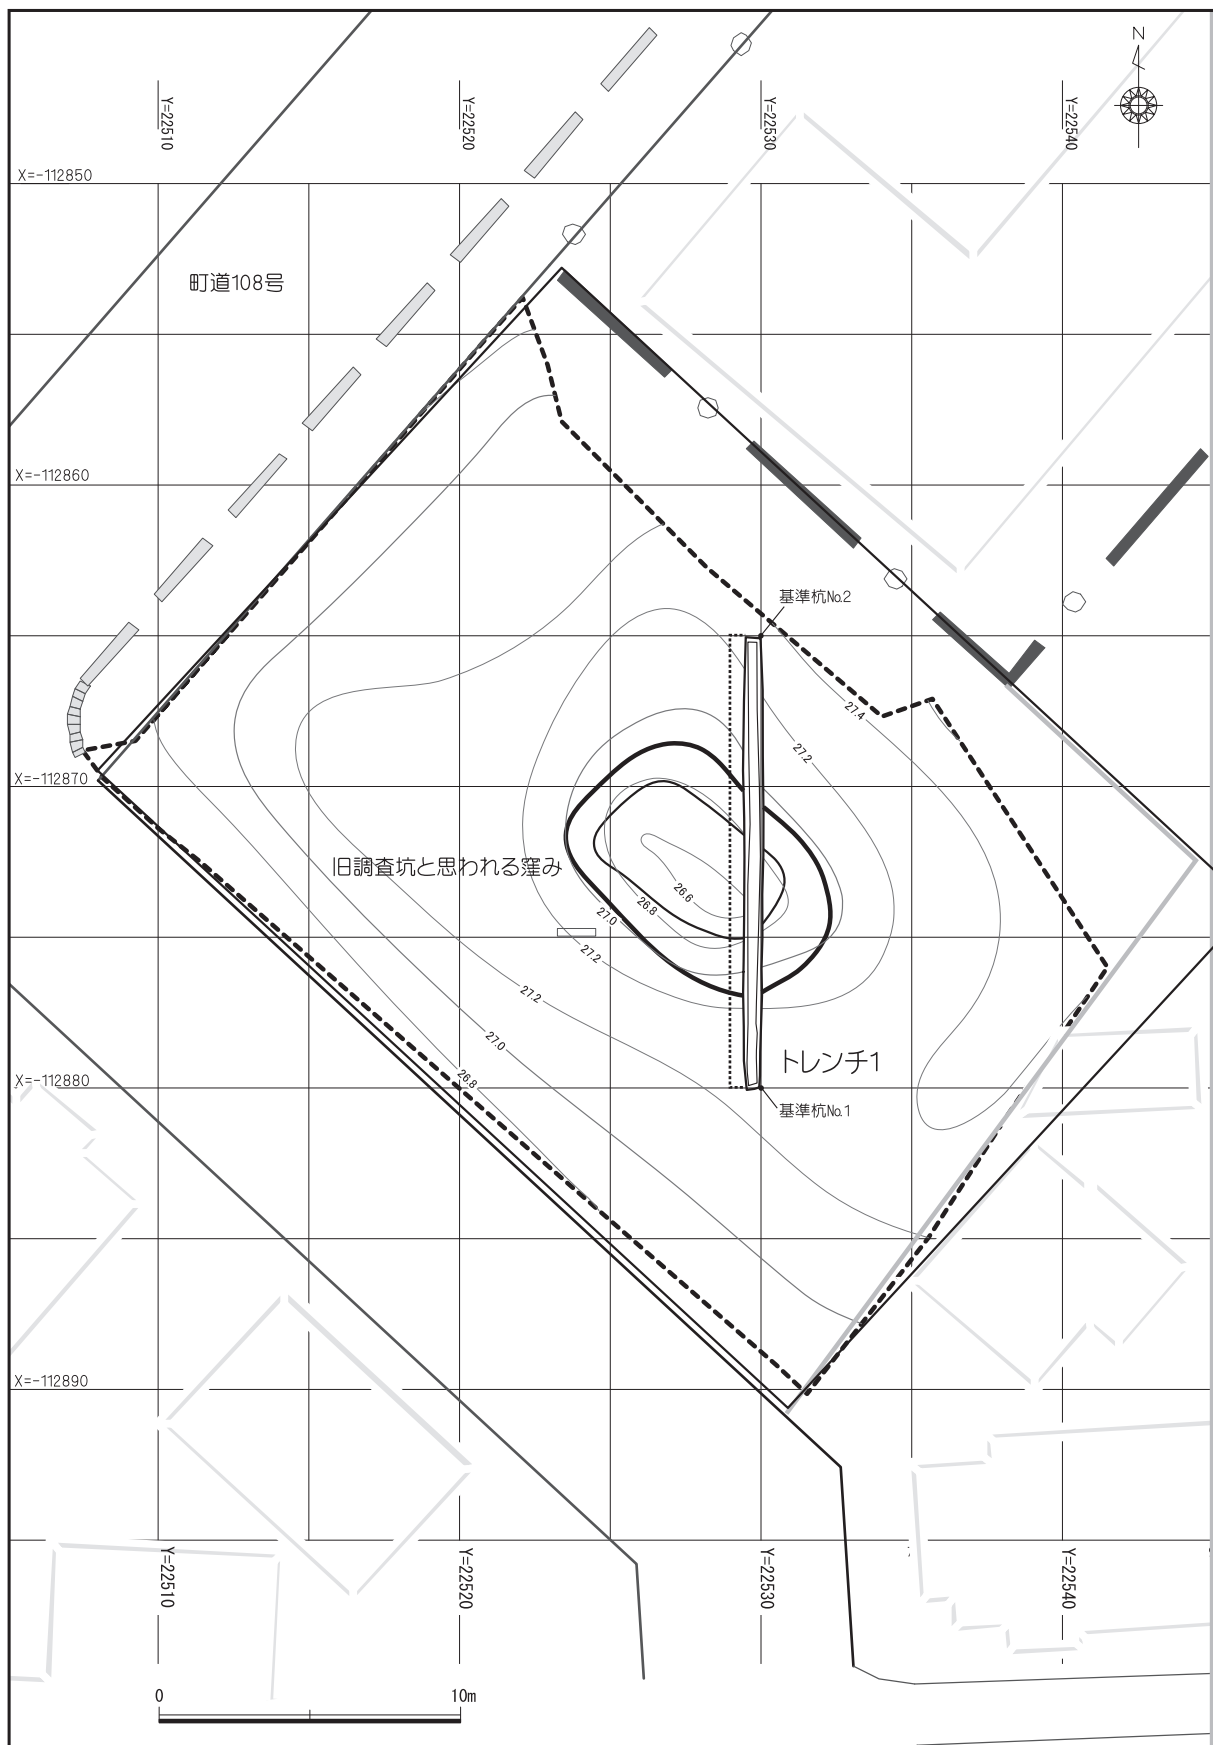 N
Y=22510
Y=22520
Y=22530
Y=22540
X=-112850
町道108号
X=-112860
基準杭No.2
27.4
27.2
X=-112870
旧調査坑と思われる窪み
26.6
26.8
27.0
27.2
27.2
27.0
26.8
トレンチ1
X=-112880
基準杭No.1
X=-112890
Y=22510
Y=22520
Y=22530
Y=22540
0 10m